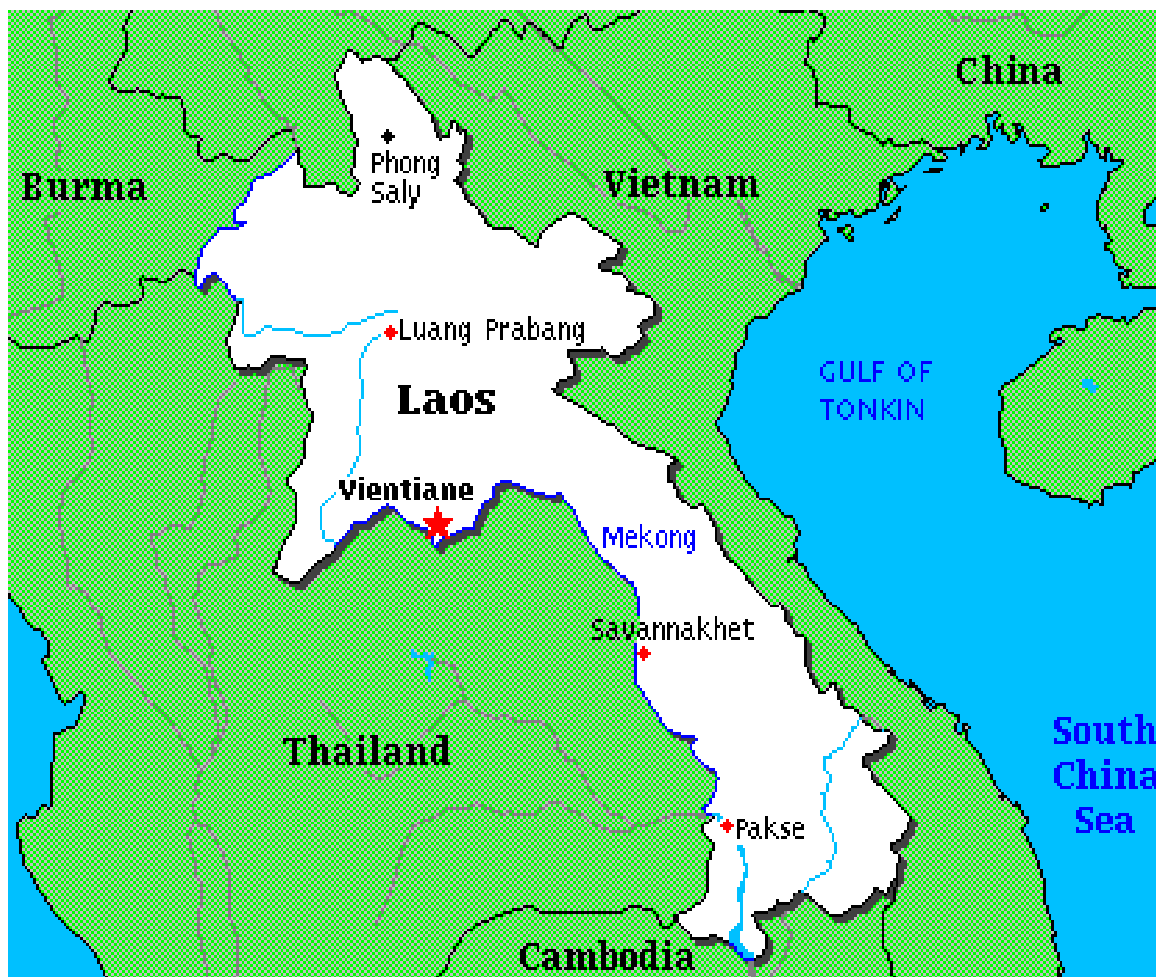 China
Phong
Saly
Burma
Vietnam
Luang Prabang
GULF OF
TONKIN
Laos
Vientiane
Mekong
Savannakhet
South
China
Sea
Thailand
Pakse
Cambodia